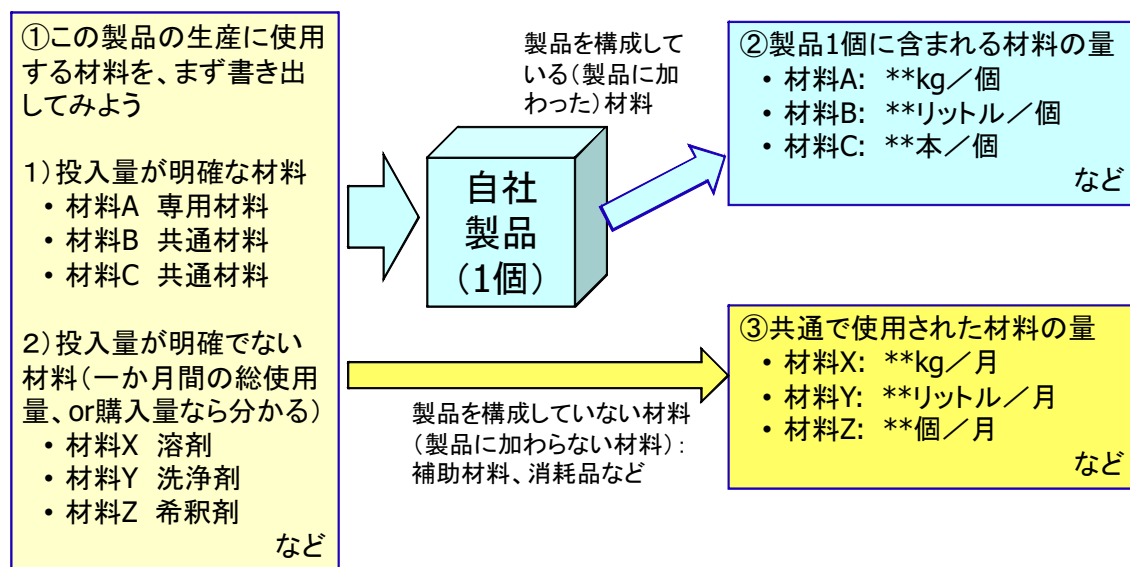 ①この製品の生産に使用
する材料を、まず書き出
してみよう
1)投入量が明確な材料
・材料A 専用材料
・材料B 共通材料
・材料C 共通材料
2)投入量が明確でない
材料(一か月間の総使用
量、or購入量なら分かる)
・材料X 溶剤
・材料Y 洗浄剤
・材料Z 希釈剤
など
製品を構成して
いる(製品に加
わった)材料
自社
製品
(1個)
②製品1個に含まれる材料の量
・材料A: **kg/個
・材料B: **リットル/個
・材料C: **本/個
など
製品を構成していない材料
(製品に加わらない材料):
補助材料、消耗品など
③共通で使用された材料の量
・材料X: **kg/月
・材料Y: **リットル/月
・材料Z: **個/月
など